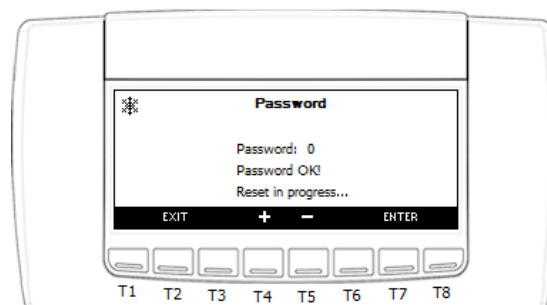 Password
Password: 0
Password OK!
Reset in progress...
EXIT + − ENTER
T1 T2 T3 T4 T5 T6 T7 T8